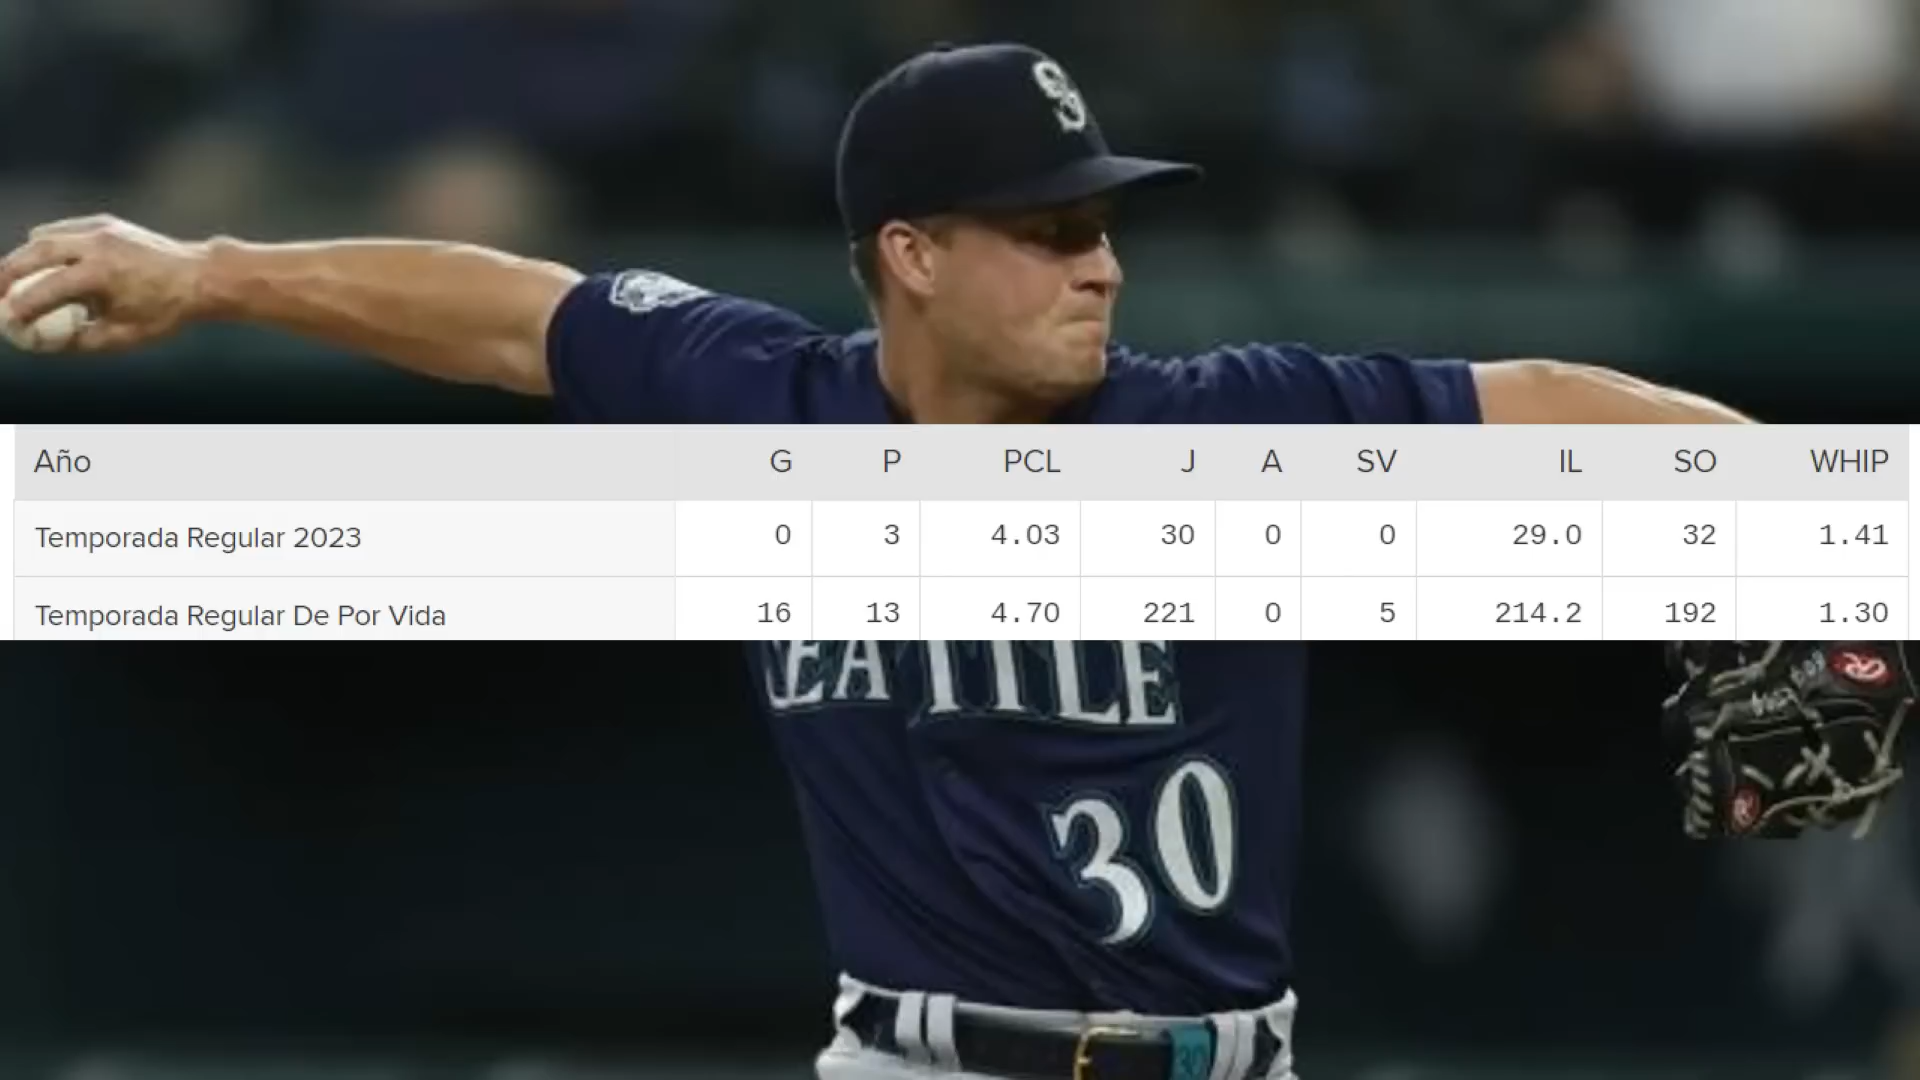 S
Año G P PCL J A SV IL SO WHIP
Temporada Regular 2023 0 3 4.03 30 0 0 29.0 32 1.41
Temporada Regular De Por Vida 16 13 4.70 221 0 5 214.2 192 1.30
SEATTLE
30
30